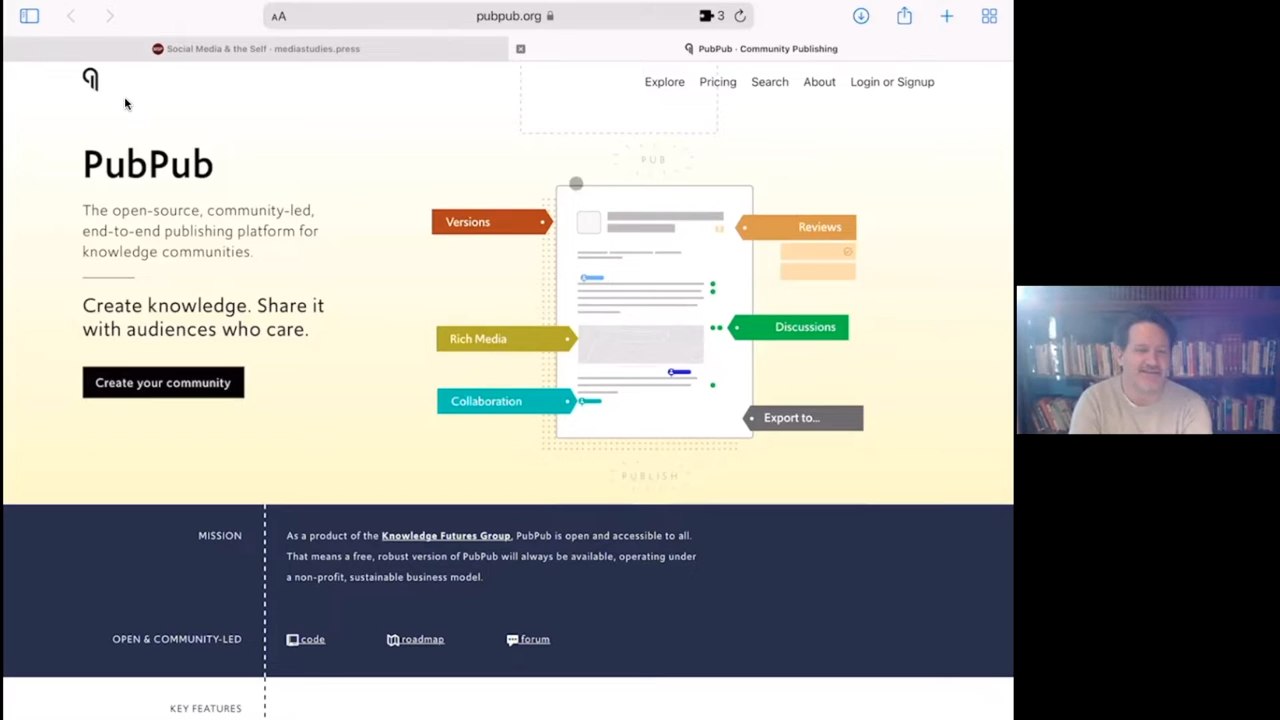 AA
pubpub.org
3
Social Media & the Self · mediastudies.press
PubPub · Community Publishing
Explore Pricing Search About Login or Signup
PubPub
The open-source, community-led,
end-to-end publishing platform for
knowledge communities.
Create knowledge. Share it
with audiences who care.
Create your community
PUB
Versions
Reviews
Rich Media
Discussions
Collaboration
Export to...
PUBLISH
MISSION
As a product of the Knowledge Futures Group, PubPub is open and accessible to all.
That means a free, robust version of PubPub will always be available, operating under
a non-profit, sustainable business model.
OPEN & COMMUNITY-LED
code roadmap forum
KEY FEATURES